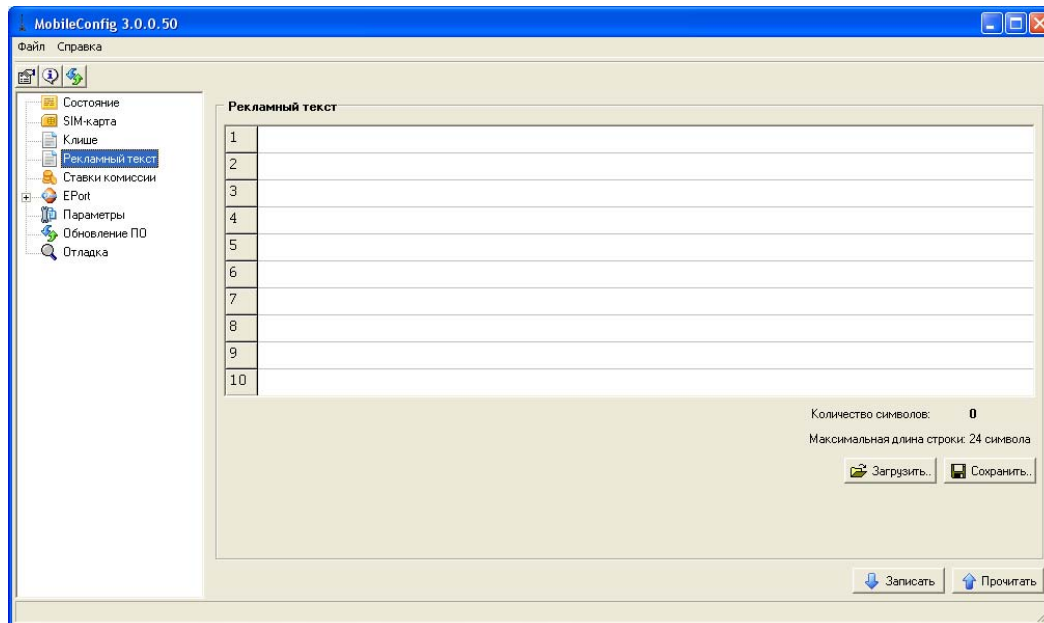 MobileConfig 3.0.0.50
Файл Справка
Состояние
SIM-карта
Клише
Рекламный текст
Ставки комиссии
EPort
Параметры
Обновление ПО
Отладка
Рекламный текст
1
2
3
4
5
6
7
8
9
10
Количество символов: 0
Максимальная длина строки: 24 символа
Загрузить.. Сохранить..
Записать Прочитать